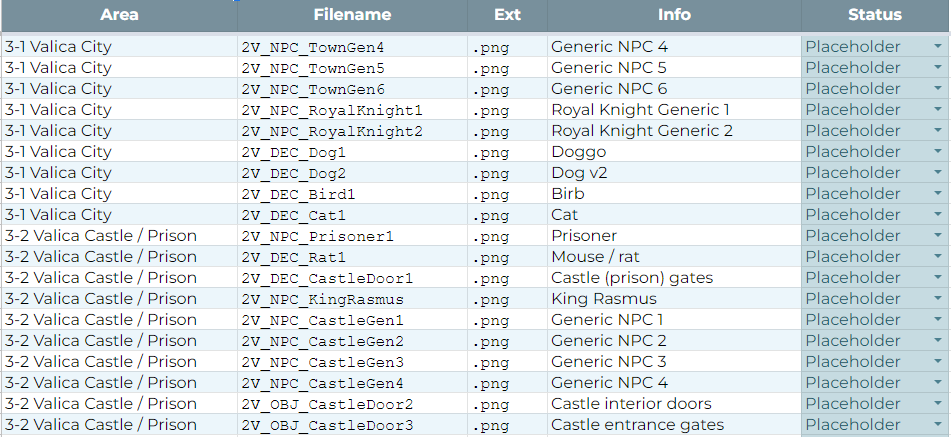 Area Filename Ext Info Status
3-1 Valica City 2V_NPC_TownGen4 .png Generic NPC 4 Placeholder
3-1 Valica City 2V_NPC_TownGen5 .png Generic NPC 5 Placeholder
3-1 Valica City 2V_NPC_TownGen6 .png Generic NPC 6 Placeholder
3-1 Valica City 2V_NPC_RoyalKnight1 .png Royal Knight Generic 1 Placeholder
3-1 Valica City 2V_NPC_RoyalKnight2 .png Royal Knight Generic 2 Placeholder
3-1 Valica City 2V_DEC_Dog1 .png Doggo Placeholder
3-1 Valica City 2V_DEC_Dog2 .png Dog v2 Placeholder
3-1 Valica City 2V_DEC_Bird1 .png Birb Placeholder
3-1 Valica City 2V_DEC_Cat1 .png Cat Placeholder
3-2 Valica Castle / Prison 2V_NPC_Prisoner1 .png Prisoner Placeholder
3-2 Valica Castle / Prison 2V_DEC_Rat1 .png Mouse / rat Placeholder
3-2 Valica Castle / Prison 2V_DEC_CastleDoor1 .png Castle (prison) gates Placeholder
3-2 Valica Castle / Prison 2V_NPC_KingRasmus .png King Rasmus Placeholder
3-2 Valica Castle / Prison 2V_NPC_CastleGen1 .png Generic NPC 1 Placeholder
3-2 Valica Castle / Prison 2V_NPC_CastleGen2 .png Generic NPC 2 Placeholder
3-2 Valica Castle / Prison 2V_NPC_CastleGen3 .png Generic NPC 3 Placeholder
3-2 Valica Castle / Prison 2V_NPC_CastleGen4 .png Generic NPC 4 Placeholder
3-2 Valica Castle / Prison 2V_OBJ_CastleDoor2 .png Castle interior doors Placeholder
3-2 Valica Castle / Prison 2V_OBJ_CastleDoor3 .png Castle entrance gates Placeholder